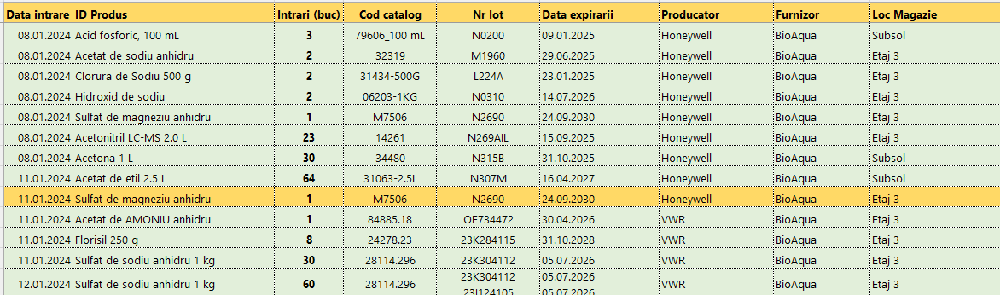 Data intrare ID Produs Intrari (buc) Cod catalog Nr lot Data expirarii Producator Furnizor Loc Magazie
08.01.2024 Acid fosforic, 100 mL 3 79606_100 mL N0200 09.01.2025 Honeywell BioAqua Subsol
08.01.2024 Acetat de sodiu anhidru 2 32319 M1960 29.06.2025 Honeywell BioAqua Etaj 3
08.01.2024 Clorura de Sodiu 500 g 2 31434-500G L224A 23.01.2025 Honeywell BioAqua Etaj 3
08.01.2024 Hidroxid de sodiu 2 06203-1KG N0310 14.07.2026 Honeywell BioAqua Etaj 3
08.01.2024 Sulfat de magneziu anhidru 1 M7506 N2690 24.09.2030 Honeywell BioAqua Etaj 3
08.01.2024 Acetonitril LC-MS 2.0 L 23 14261 N269AIL 15.09.2025 Honeywell BioAqua Etaj 3
08.01.2024 Acetona 1 L 30 34480 N315B 31.10.2025 Honeywell BioAqua Subsol
11.01.2024 Acetat de etil 2.5 L 64 31063-2.5L N307M 16.04.2027 Honeywell BioAqua Subsol
11.01.2024 Sulfat de magneziu anhidru 1 M7506 N2690 24.09.2030 Honeywell BioAqua Etaj 3
11.01.2024 Acetat de AMONIU anhidru 1 84885.18 OE734472 30.04.2026 VWR BioAqua Etaj 3
11.01.2024 Florisil 250 g 8 24278.23 23K284115 31.10.2028 VWR BioAqua Etaj 3
11.01.2024 Sulfat de sodiu anhidru 1 kg 30 28114.296 23K304112 05.07.2026 VWR BioAqua Etaj 3
23K304112 05.07.2026
12.01.2024 Sulfat de sodiu anhidru 1 kg 60 28114.296 VWR BioAqua Etaj 3
23J124105 05.07.2026